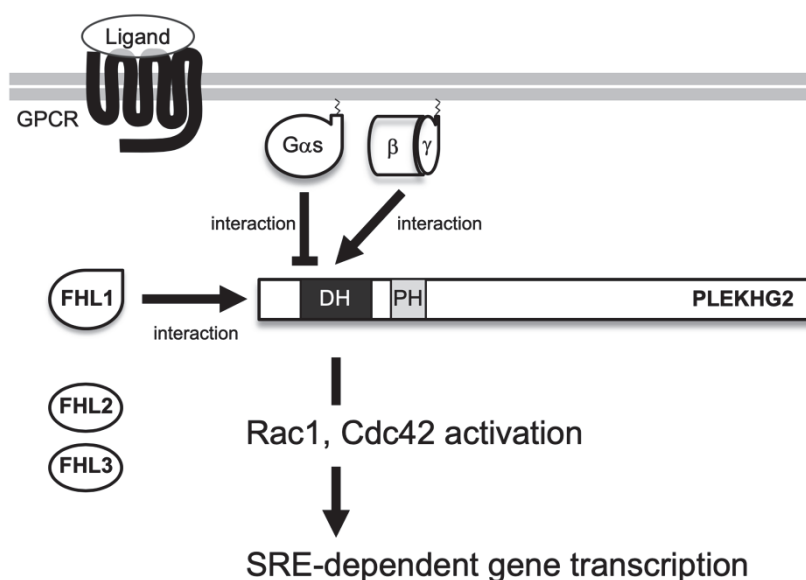 Ligand
GPCR
Gαs
β
γ
interaction
interaction
FHL1
DH
PH
PLEKHG2
interaction
FHL2
Rac1, Cdc42 activation
FHL3
SRE-dependent gene transcription